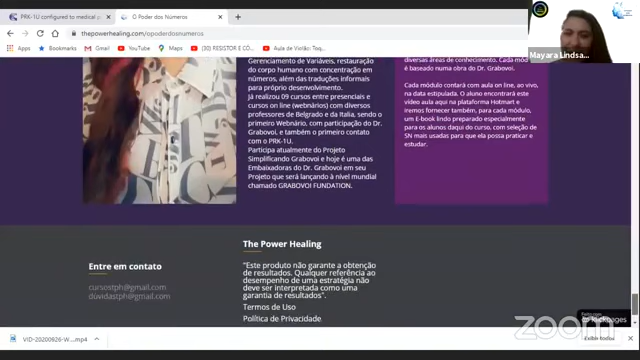 PRK-1U configured to medical p
O Poder dos Números
thepowerhealing.com/opoderdosnumeros
Apps
Bookmarks
Gmail
YouTube
Maps
(30) RESISTOR E CÓ
Aula de Violão: Toq...
Mayara Lindsa...
Gerenciamento de Variáveis, restauração
do corpo humano com concentração em
números, além das traduções informais
para próprio desenvolvimento.
Já realizou 09 cursos entre presenciais e
cursos on line (webnários) com diversos
professores de Belgrado e da Itália, sendo o
primeiro Webnário, com participação do Dr.
Grabovoi, e também o primeiro contato
com o PRK-1U.
Participa atualmente do Projeto
Simplificando Grabovoi e hoje é uma das
Embaixadoras do Dr. Grabovoi em seu
Projeto que será lançando à nível mundial
chamado GRABOVOI FUNDATION.
diversas áreas de conhecimento. Cada mód
é baseado numa obra do Dr. Grabovoi.
Cada módulo contará com aula on line, ao vivo,
na data estipulada. O aluno encontrará este
vídeo aula aqui na plataforma Hotmart e
iremos fornecer também, para cada módulo,
um E-book lindo preparado especialmente
para os alunos daqui do curso, com seleção de
SN mais usadas para que ela possa praticar e
estudar.
Entre em contato
cursostph@gmail.com
duvidastph@gmail.com
The Power Healing
"Este produto não garante a obtenção
de resultados. Qualquer referência ao
desempenho de uma estratégia não
deve ser interpretada como uma
garantia de resultados".
Termos de Uso
Política de Privacidade
Feito com
klickpages
zoom
VID-20200926-W....mp4
Exibir todos